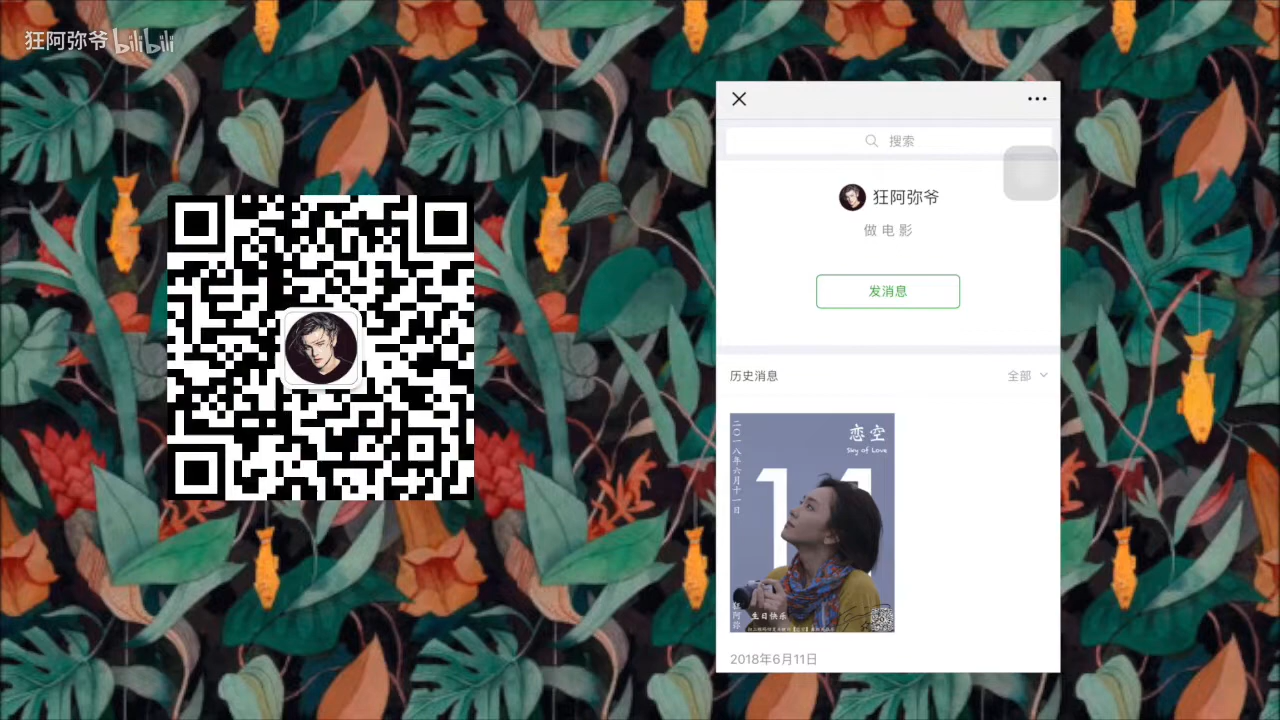 狂阿弥爷 bilibili
搜索
狂阿弥爷
做电影
发消息
历史消息
全部
恋空
Sky of Love
二〇一八年六月十一日
11
生日快乐
2018年6月11日